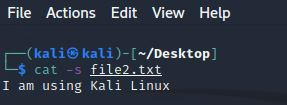 File Actions Edit View Help
┌──(kali㉿kali)-[~/Desktop]
└─$ cat -s file2.txt
I am using Kali Linux